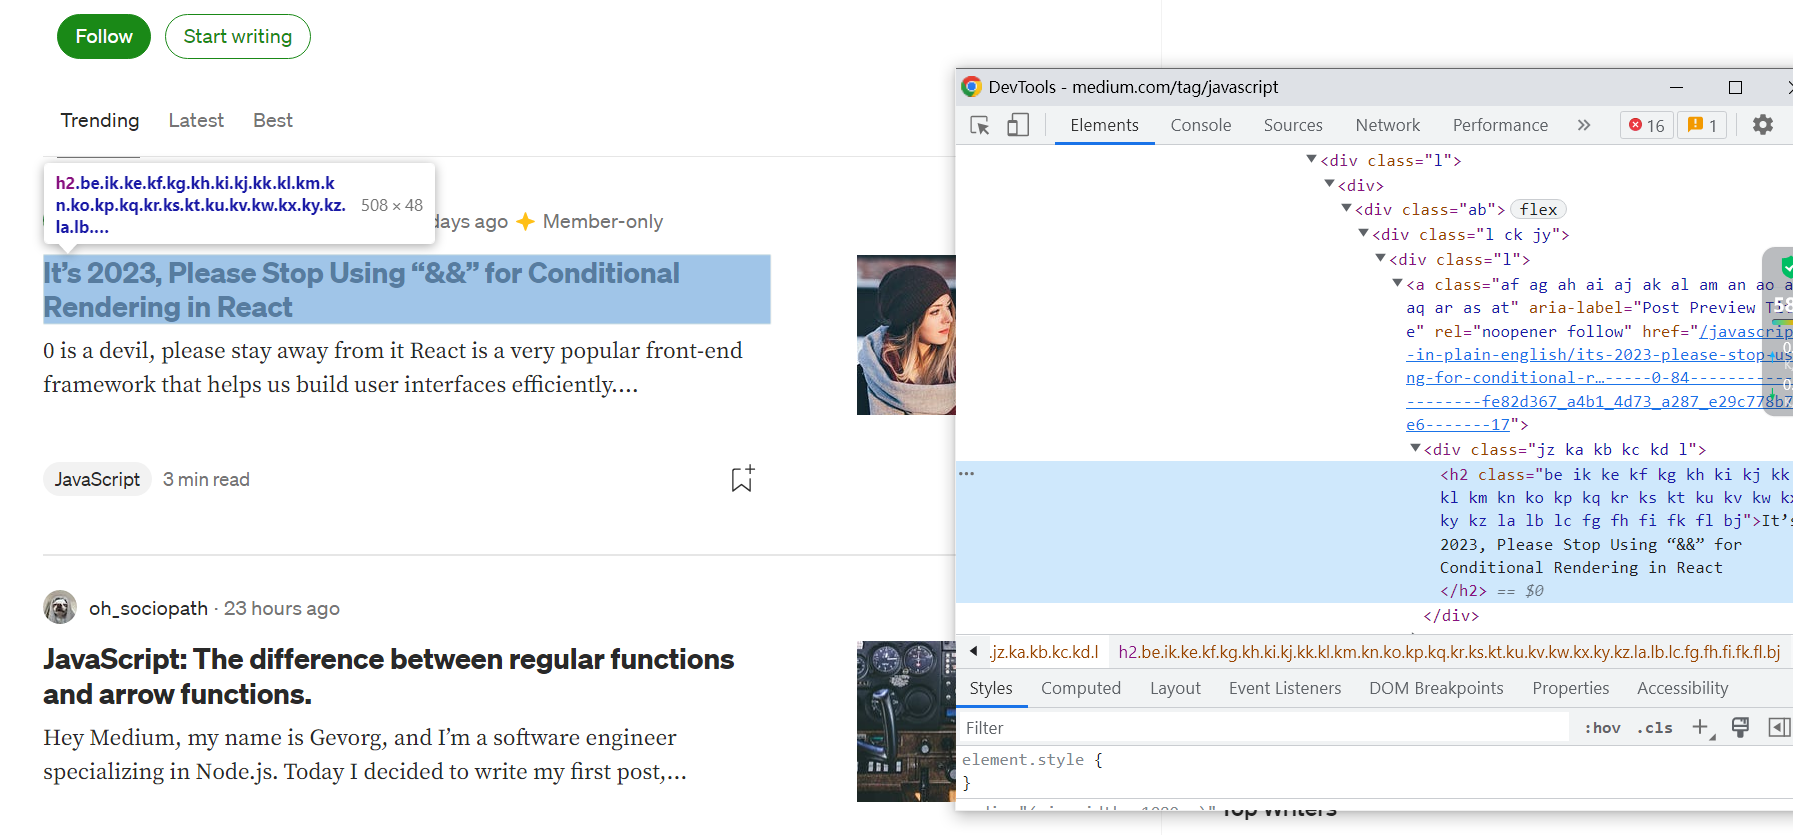 Follow
Start writing
Trending
Latest
Best
h2.be.ik.ke.kf.kg.kh.ki.kj.kk.kl.km.k
n.ko.kp.kq.kr.ks.kt.ku.kv.kw.kx.ky.kz.
la.lb....
508 × 48
days ago
Member-only
It’s 2023, Please Stop Using “&&” for Conditional
Rendering in React
0 is a devil, please stay away from it React is a very popular front-end
framework that helps us build user interfaces efficiently....
JavaScript
3 min read
oh_sociopath · 23 hours ago
JavaScript: The difference between regular functions
and arrow functions.
Hey Medium, my name is Gevorg, and I’m a software engineer
specializing in Node.js. Today I decided to write my first post,...
DevTools - medium.com/tag/javascript
Elements
Console
Sources
Network
Performance
16
1
<div class="l">
<div>
<div class="ab"> flex
<div class="l ck jy">
<div class="l">
<a class="af ag ah ai aj ak al am an ao a
aq ar as at" aria-label="Post Preview
e" rel="noopener follow" href="/javascrip
-in-plain-english/its-2023-please-stop-us
ng-for-conditional-r…-----0-84-----------
--------fe82d367_a4b1_4d73_a287_e29c778b7
e6-------17">
<div class="jz ka kb kc kd l">
<h2 class="be ik ke kf kg kh ki kj kk
kl km kn ko kp kq kr ks kt ku kv kw kx
ky kz la lb lc fg fh fi fk fl bj">It’s
2023, Please Stop Using “&&” for
Conditional Rendering in React
</h2> == $0
</div>
.jz.ka.kb.kc.kd.l
h2.be.ik.ke.kf.kg.kh.ki.kj.kk.kl.km.kn.ko.kp.kq.kr.ks.kt.ku.kv.kw.kx.ky.kz.la.lb.lc.fg.fh.fi.fk.fl.bj
Styles
Computed
Layout
Event Listeners
DOM Breakpoints
Properties
Accessibility
Filter
:hov
.cls
element.style {
}
Top Writers